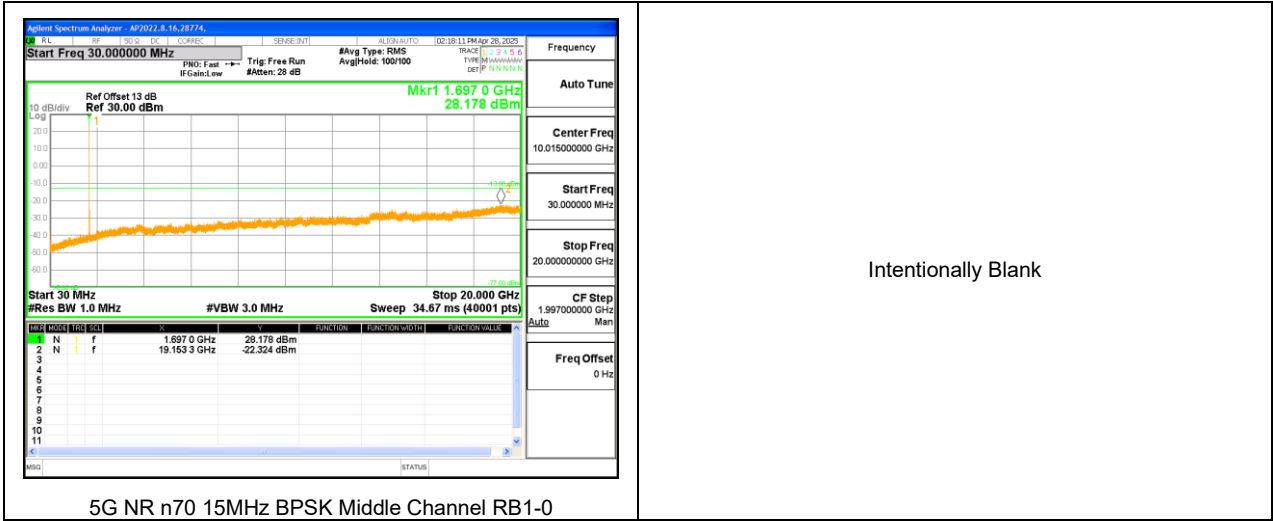 Agilent Spectrum Analyzer - AP2022.8.16,28774,
RL RF 50 Ω DC CORREC SENSE:INT ALIGN AUTO 02:18:11 PM Apr 28, 2025
Start Freq 30.000000 MHz
PNO: Fast
IFGain:Low
Trig: Free Run
#Atten: 28 dB
#Avg Type: RMS
Avg|Hold: 100/100
TRACE 1 2 3 4 5 6
TYPE M
DET P N N N N N
Frequency
Auto Tune
Mkr1 1.697 0 GHz
28.178 dBm
Ref Offset 13 dB
10 dB/div Ref 30.00 dBm
Log
1
20.0
10.0
0.00
-10.0
-20.0
-30.0
-40.0
-50.0
-60.0
-13.00 dBm
2
-77.00 dBm
Center Freq
10.015000000 GHz
Start Freq
30.000000 MHz
Stop Freq
20.000000000 GHz
CF Step
1.997000000 GHz
Auto Man
Freq Offset
0 Hz
Start 30 MHz Stop 20.000 GHz
#Res BW 1.0 MHz #VBW 3.0 MHz Sweep 34.67 ms (40001 pts)
MKR MODE TRC SCL X Y FUNCTION FUNCTION WIDTH FUNCTION VALUE
1 N 1 f 1.697 0 GHz 28.178 dBm
2 N 1 f 19.153 3 GHz -22.324 dBm
3
4
5
6
7
8
9
10
11
MSG STATUS
5G NR n70 15MHz BPSK Middle Channel RB1-0
Intentionally Blank